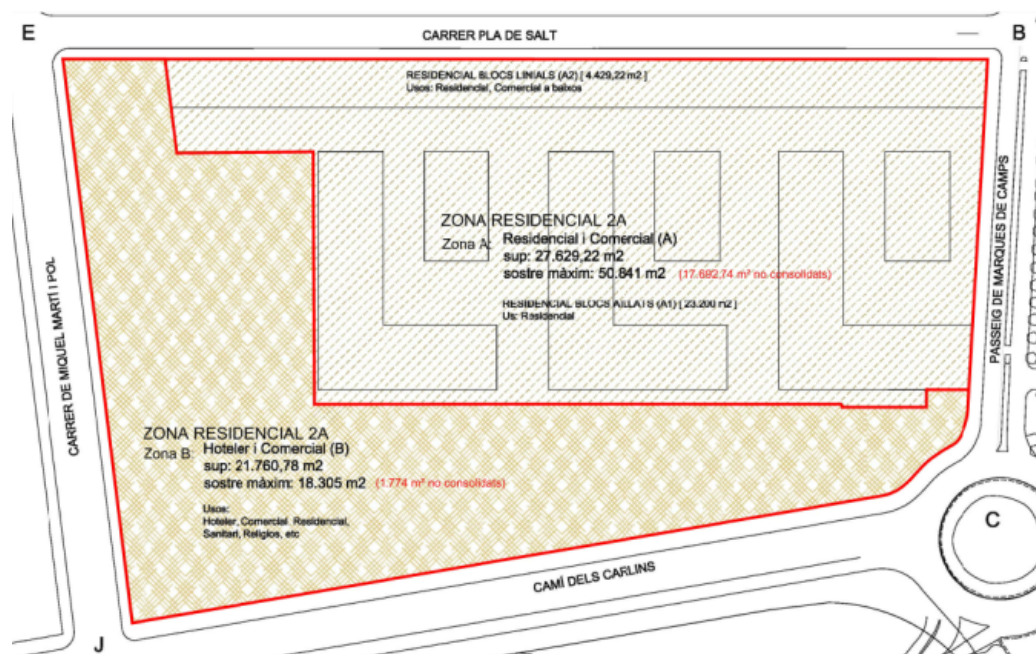 E
CARRER PLA DE SALT
B
RESIDENCIAL BLOCS LINIALS (A2) [ 4.429,22 m2 ]
Usos: Residencial, Comercial a baixos
PASSEIG DE MARQUES DE CAMPS
ZONA RESIDENCIAL 2A
Zona A: Residencial i Comercial (A)
sup: 27.629,22 m2
sostre màxim: 50.841 m2 (17.692,74 m² no consolidats)
RESIDENCIAL BLOCS AILLATS (A1) [ 23.200 m2 ]
Us: Residencial
CARRER DE MIQUEL MARTÍ I POL
ZONA RESIDENCIAL 2A
Zona B: Hoteler i Comercial (B)
sup: 21.760,78 m2
sostre màxim: 18.305 m2 (1.774 m² no consolidats)
Usos:
Hoteler, Comercial, Residencial,
Sanitari, Religios, etc
C
CAMÍ DELS CARLINS
J